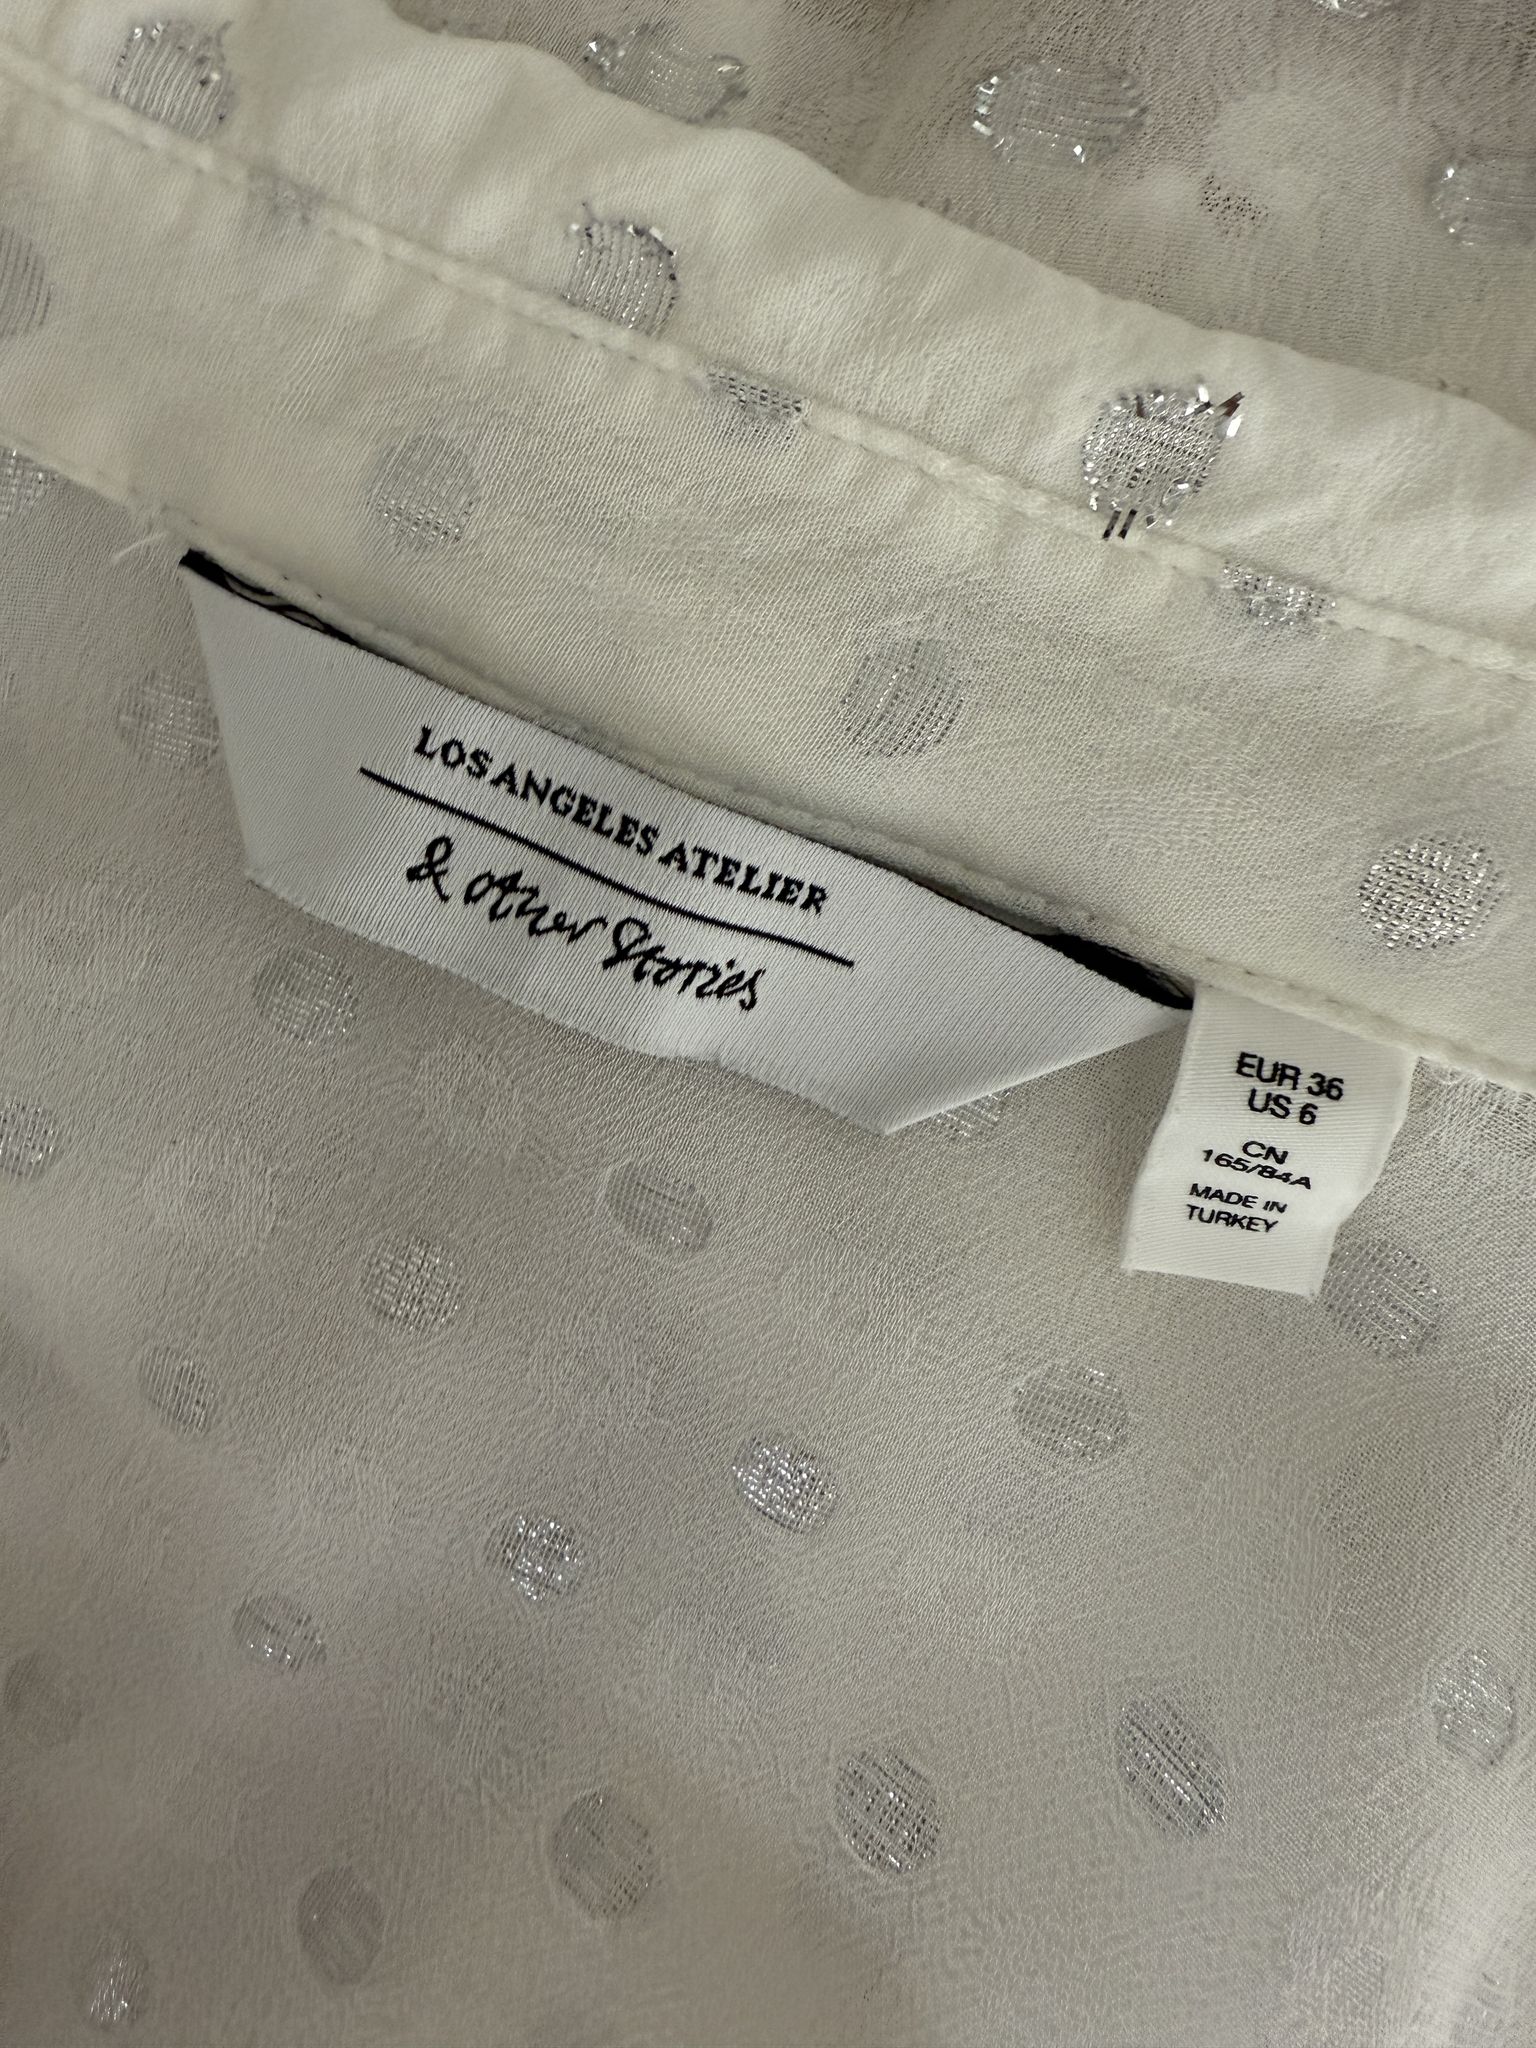 LOS ANGELES ATELIER
& other Stories
EUR 36
US 6
CN
165/84A
MADE IN
TURKEY